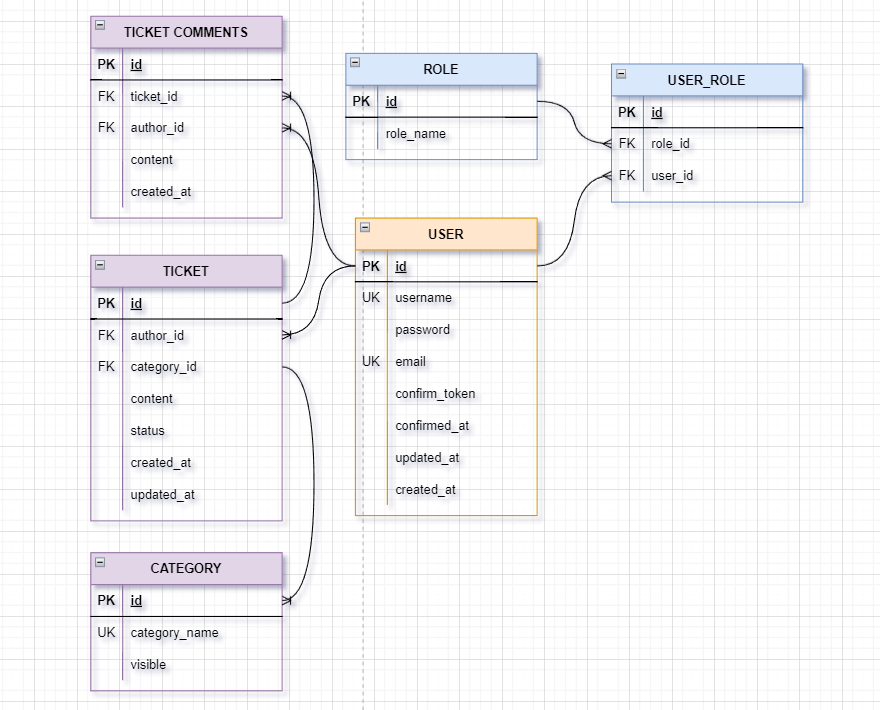 TICKET COMMENTS
PK id
FK ticket_id
FK author_id
content
created_at
ROLE
PK id
role_name
USER_ROLE
PK id
FK role_id
FK user_id
USER
PK id
UK username
password
UK email
confirm_token
confirmed_at
updated_at
created_at
TICKET
PK id
FK author_id
FK category_id
content
status
created_at
updated_at
CATEGORY
PK id
UK category_name
visible